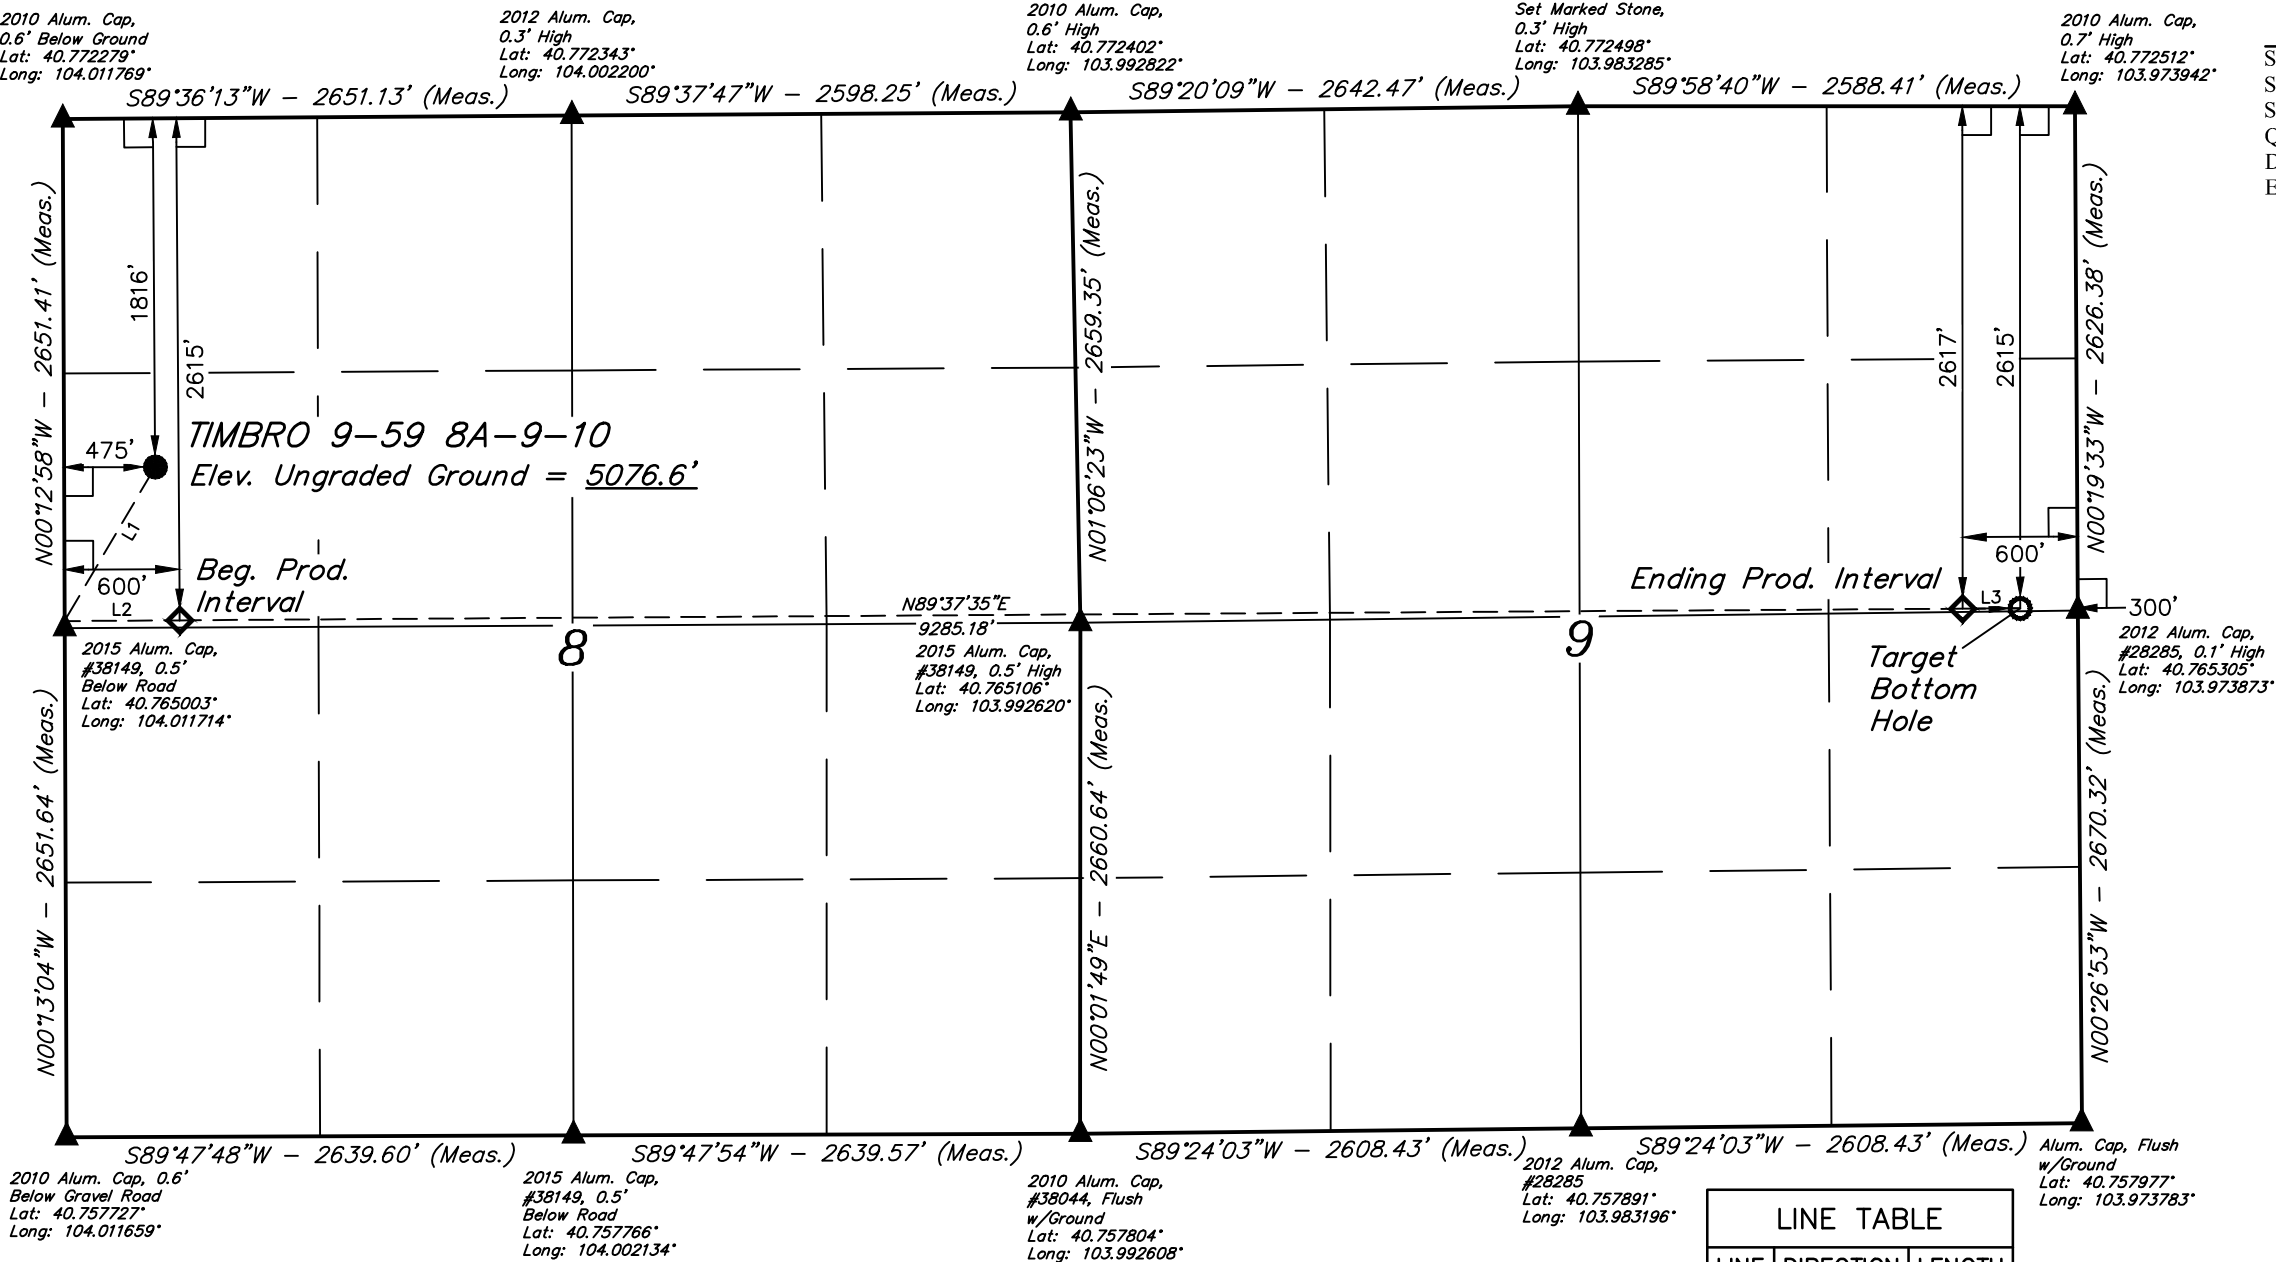 2010 Alum. Cap,
0.6' Below Ground
Lat: 40.772279°
Long: 104.011769°
2012 Alum. Cap,
0.3' High
Lat: 40.772343°
Long: 104.002200°
2010 Alum. Cap,
0.6' High
Lat: 40.772402°
Long: 103.992822°
Set Marked Stone,
0.3' High
Lat: 40.772498°
Long: 103.983285°
2010 Alum. Cap,
0.7' High
Lat: 40.772512°
Long: 103.973942°
S
S
S
Q
D
E
S89°36'13"W – 2651.13' (Meas.)
S89°37'47"W – 2598.25' (Meas.)
S89°20'09"W – 2642.47' (Meas.)
S89°58'40"W – 2588.41' (Meas.)
N00°12'58"W – 2651.41' (Meas.)
1816'
2615'
N01°06'23"W – 2659.35' (Meas.)
2617'
2615'
N00°19'33"W – 2626.38' (Meas.)
475'
TIMBRO 9–59 8A–9–10
Elev. Ungraded Ground = 5076.6'
L1
600'
L2
Beg. Prod.
Interval
N89°37'35"E
9285.18'
Ending Prod. Interval
600'
L3
300'
8
9
2015 Alum. Cap,
#38149, 0.5'
Below Road
Lat: 40.765003°
Long: 104.011714°
2015 Alum. Cap,
#38149, 0.5' High
Lat: 40.765106°
Long: 103.992620°
Target
Bottom
Hole
2012 Alum. Cap,
#28285, 0.1' High
Lat: 40.765305°
Long: 103.973873°
N00°13'04"W – 2651.64' (Meas.)
N00°01'49"E – 2660.64' (Meas.)
N00°26'53"W – 2670.32' (Meas.)
S89°47'48"W – 2639.60' (Meas.)
S89°47'54"W – 2639.57' (Meas.)
S89°24'03"W – 2608.43' (Meas.)
S89°24'03"W – 2608.43' (Meas.)
2010 Alum. Cap, 0.6'
Below Gravel Road
Lat: 40.757727°
Long: 104.011659°
2015 Alum. Cap,
#38149, 0.5'
Below Road
Lat: 40.757766°
Long: 104.002134°
2010 Alum. Cap,
#38044, Flush
w/Ground
Lat: 40.757804°
Long: 103.992608°
2012 Alum. Cap,
#28285
Lat: 40.757891°
Long: 103.983196°
Alum. Cap, Flush
w/Ground
Lat: 40.757977°
Long: 103.973783°
LINE TABLE
LINE DIRECTION LENGTH